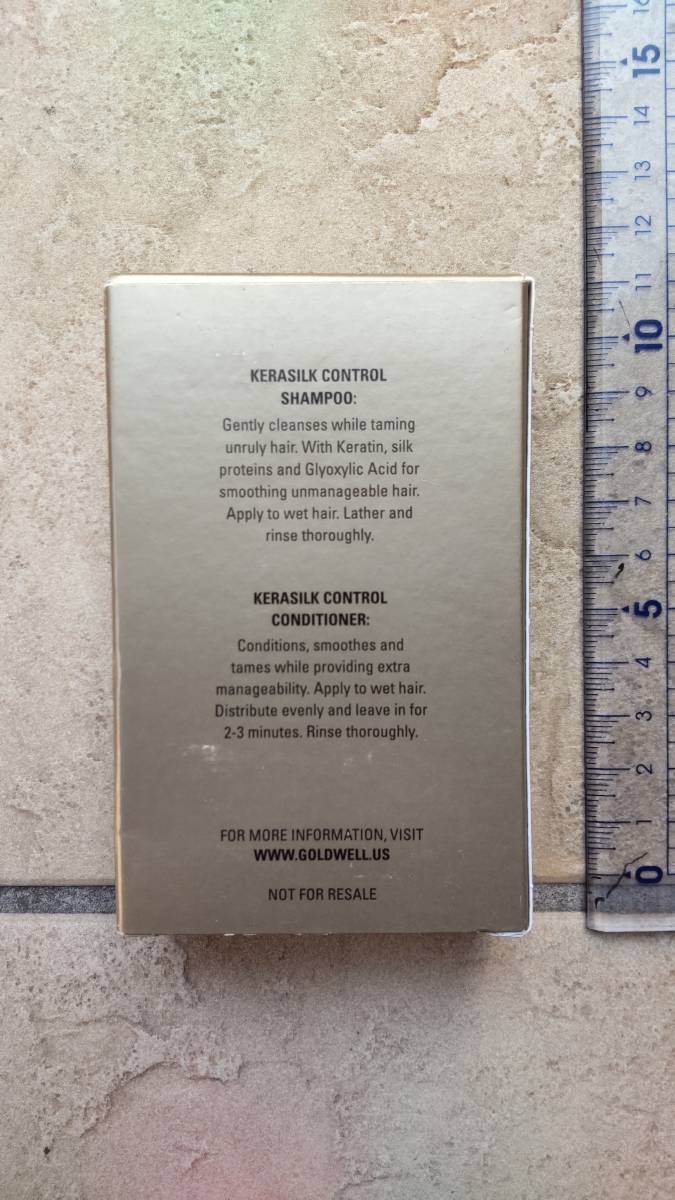 KERASILK CONTROL
SHAMPOO:
Gently cleanses while taming
unruly hair. With Keratin, silk
proteins and Glyoxylic Acid for
smoothing unmanageable hair.
Apply to wet hair. Lather and
rinse thoroughly.
KERASILK CONTROL
CONDITIONER:
Conditions, smoothes and
tames while providing extra
manageability. Apply to wet hair.
Distribute evenly and leave in for
2-3 minutes. Rinse thoroughly.
FOR MORE INFORMATION, VISIT
WWW.GOLDWELL.US
NOT FOR RESALE
0 1 2 3 4 5 6 7 8 9 10 11 12 13 14 15 16